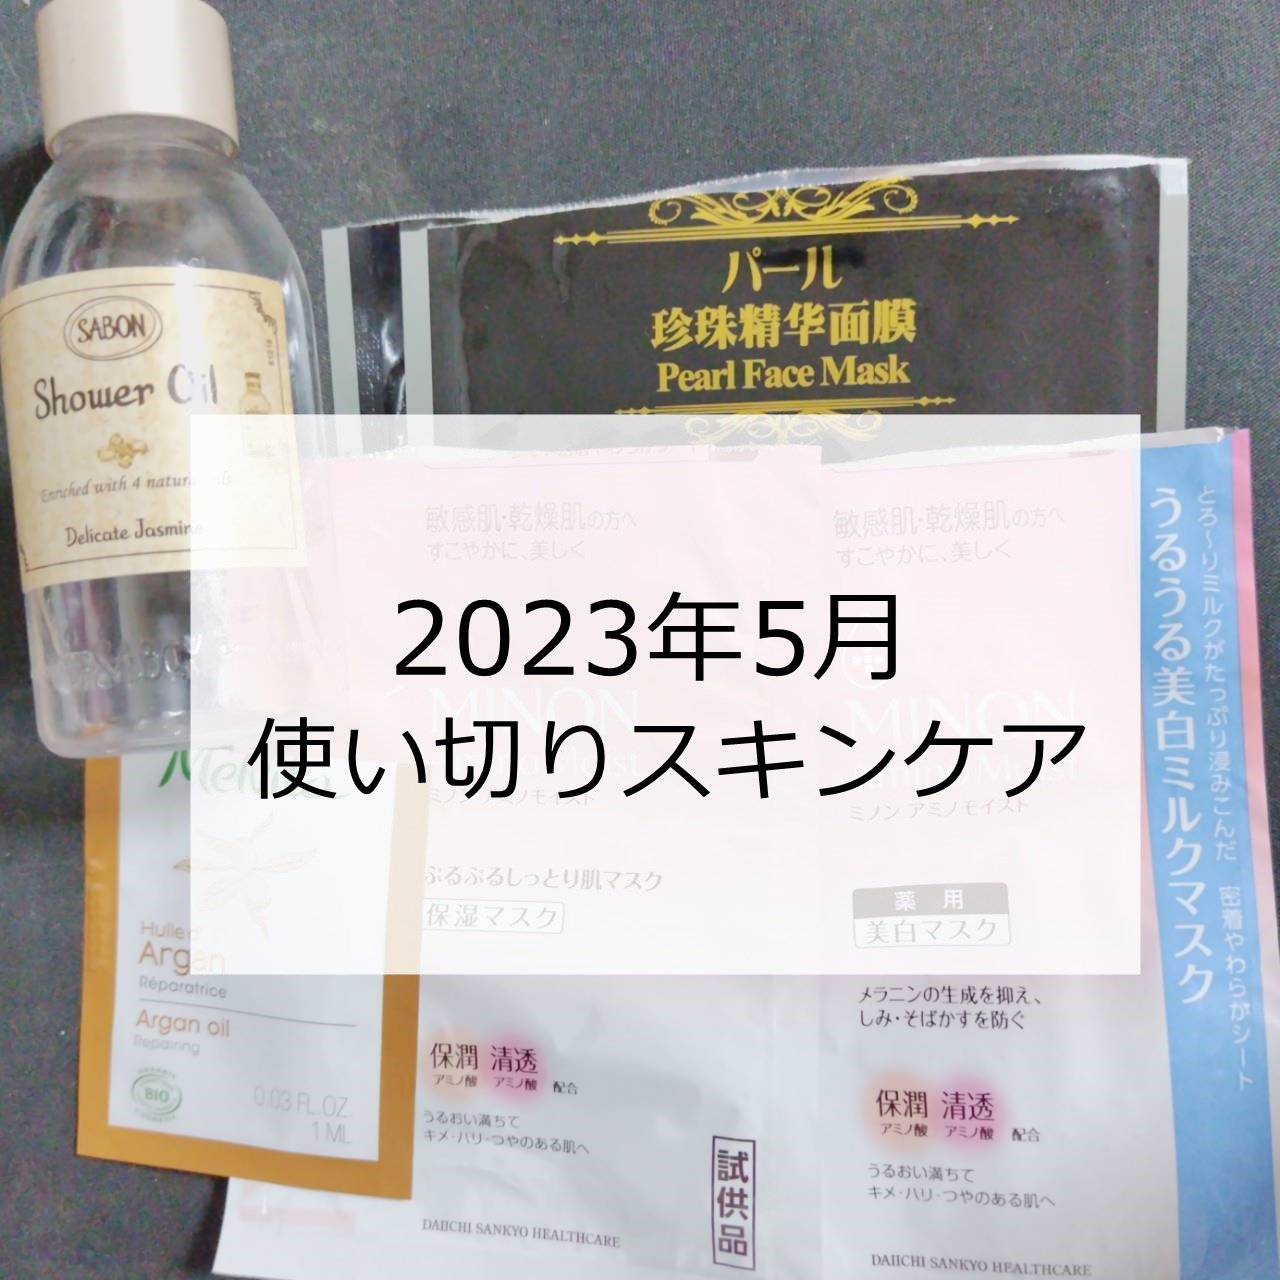 SABON
Shower Oil
Enriched with 4 natural oils
Delicate Jasmine
パール
珍珠精华面膜
Pearl Face Mask
2023年5月
使い切りスキンケア
敏感肌・乾燥肌の方へ
すこやかに、美しく
MINON
Amino Moist
ミノン アミノモイスト
ぷるぷるしっとり肌マスク
保湿マスク
保潤 清透
アミノ酸 アミノ酸 配合
うるおい満ちて
キメ・ハリ・つやのある肌へ
試供品
DAIICHI SANKYO HEALTHCARE
敏感肌・乾燥肌の方へ
すこやかに、美しく
MINON
Amino Moist
ミノン アミノモイスト
薬用
美白マスク
メラニンの生成を抑え、
しみ・そばかすを防ぐ
保潤 清透
アミノ酸 アミノ酸 配合
うるおい満ちて
キメ・ハリ・つやのある肌へ
DAIICHI SANKYO HEALTHCARE
とろ~りミルクがたっぷり浸みこんだ 密着やわらかシート
うるうる美白ミルクマスク
Huile d'
Argan
Réparatrice
Argan oil
Repairing
BIO
0.03 FL.OZ.
1 ML